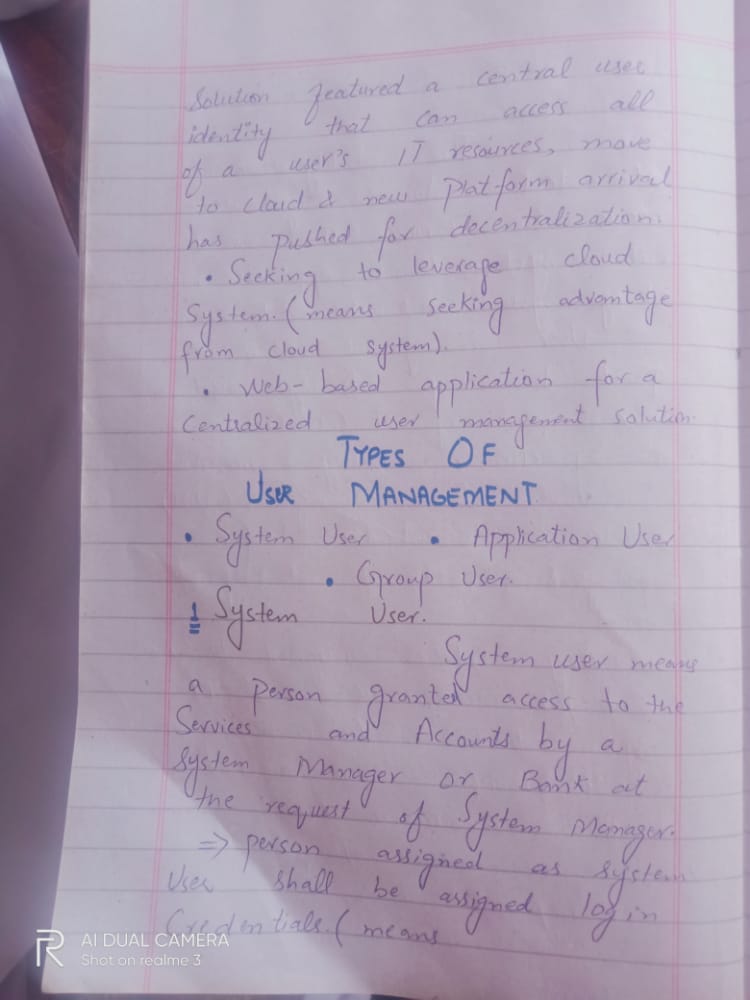 Solution featured a central user
identity that can access all
of a user's IT resources, move
to cloud & new platform arrival
has pushed for decentralization.
• Seeking to leverage cloud
System. (means seeking advantage
from cloud system).
• Web-based application for a
Centralized user management solution.
TYPES OF
USER MANAGEMENT
• System User • Application User
• Group User.
1 System User.
System user means
a person granted access to the
Services and Accounts by a
System Manager or Bank at
the request of System Manager.
⇒ person assigned as system
User shall be assigned login
Credentials. (means
R AI DUAL CAMERA
Shot on realme 3